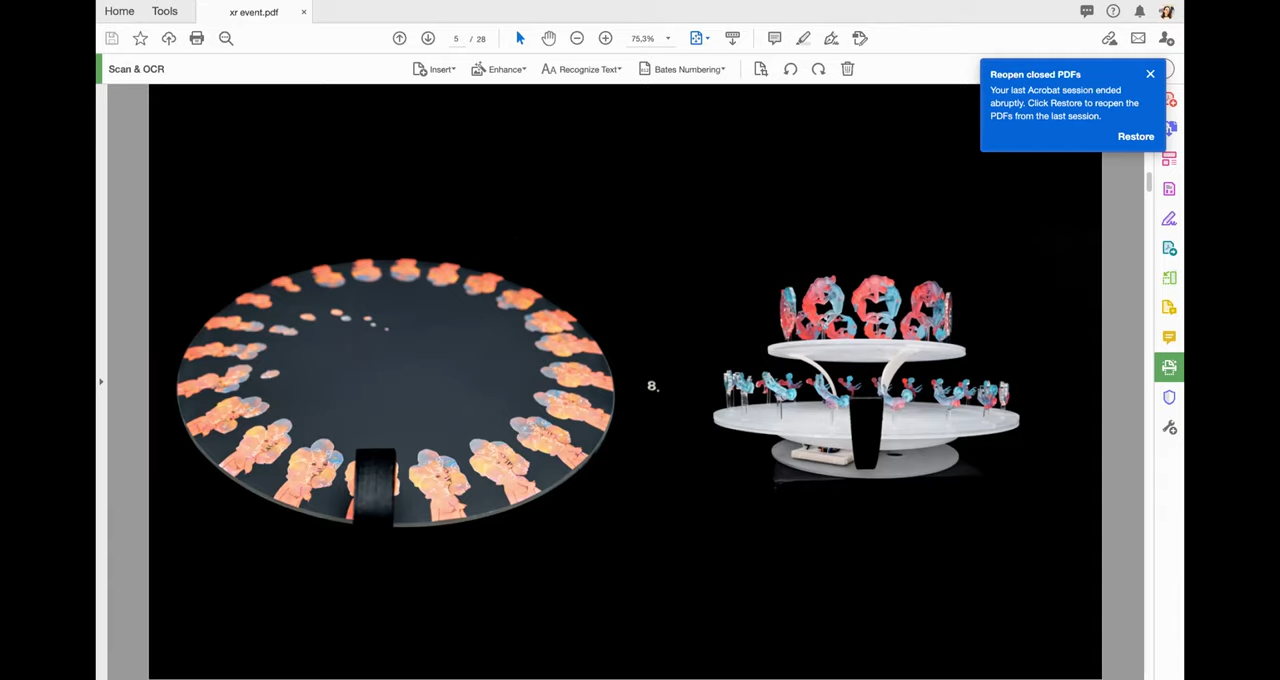 Home Tools xr event.pdf ×
5 / 28 75,3%
Scan & OCR Insert Enhance Recognize Text Bates Numbering
Reopen closed PDFs
Your last Acrobat session ended
abruptly. Click Restore to reopen the
PDFs from the last session.
Restore
8.